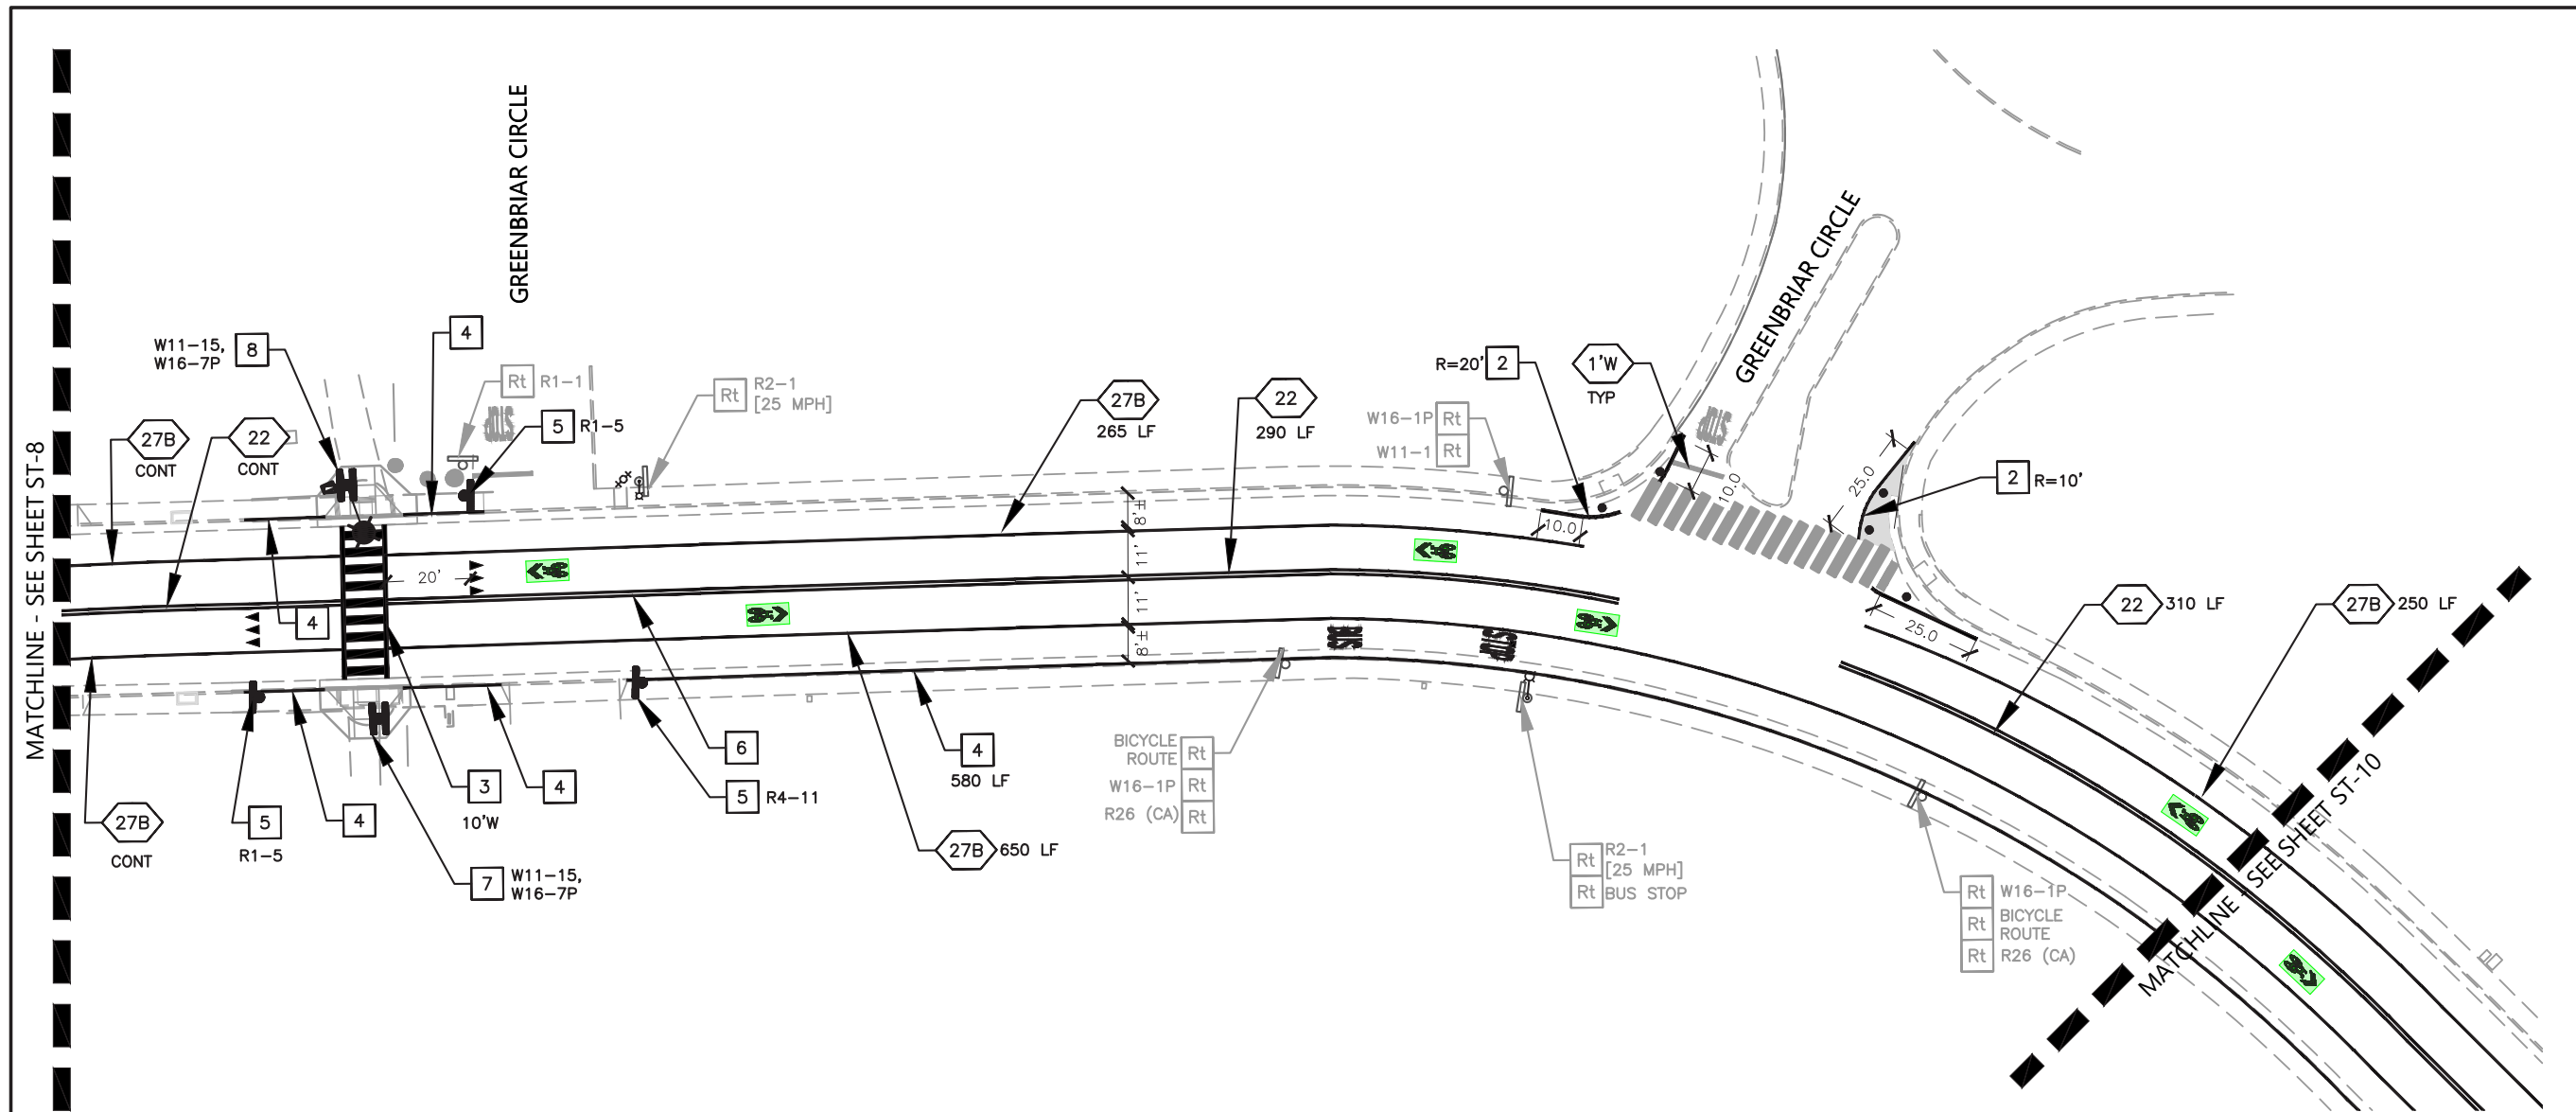 GREENBRIAR CIRCLE
GREENBRIAR CIRCLE
MATCHLINE - SEE SHEET ST-8
MATCHLINE - SEE SHEET ST-10
W11-15,
W16-7P
8
4
Rt R1-1
5 R1-5
Rt R2-1
[25 MPH]
27B
CONT
22
CONT
27B
265 LF
22
290 LF
W16-1P Rt
W11-1 Rt
R=20' 2
1'W
TYP
10.0
10.0
25.0
2 R=10'
25.0
22 310 LF
27B 250 LF
20'
8'±
11'
11'
8'±
4
27B
CONT
5
R1-5
4
7 W11-15,
W16-7P
3
10'W
4
6
5 R4-11
4
580 LF
27B 650 LF
BICYCLE
ROUTE Rt
W16-1P Rt
R26 (CA) Rt
Rt R2-1
[25 MPH]
Rt BUS STOP
Rt W16-1P
Rt BICYCLE
ROUTE
Rt R26 (CA)